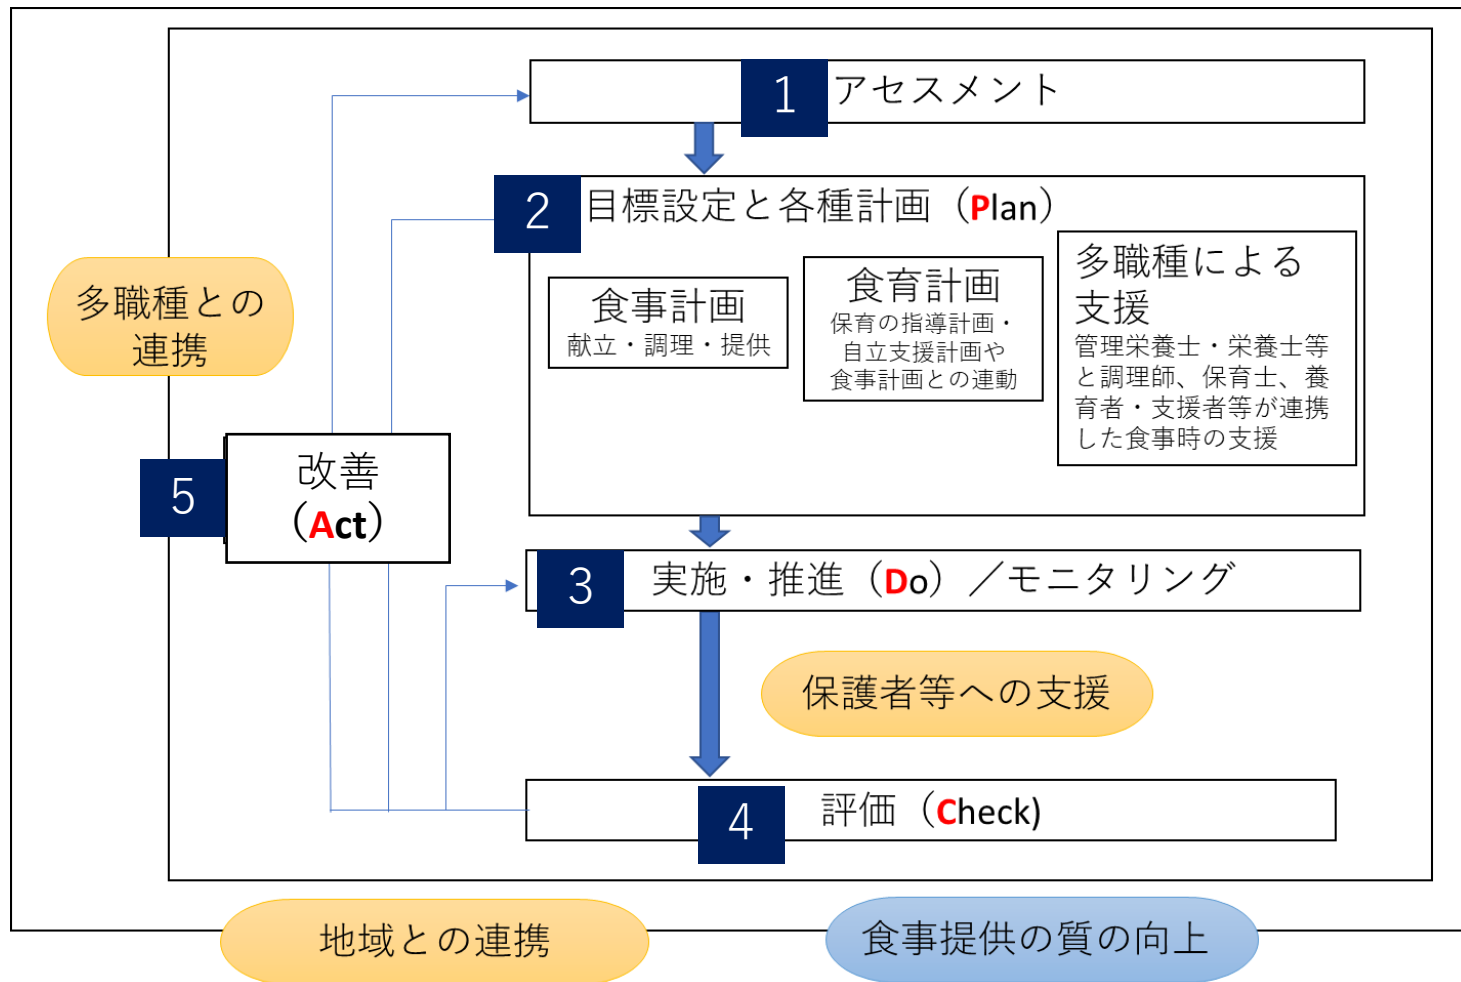 1
アセスメント
2
目標設定と各種計画（Plan）
食事計画
献立・調理・提供
食育計画
保育の指導計画・
自立支援計画や
食事計画との連動
多職種による
支援
管理栄養士・栄養士等
と調理師、保育士、養
育者・支援者等が連携
した食事時の支援
多職種との
連携
5
改善
（Act）
3
実施・推進（Do）／モニタリング
保護者等への支援
4
評価（Check)
地域との連携
食事提供の質の向上